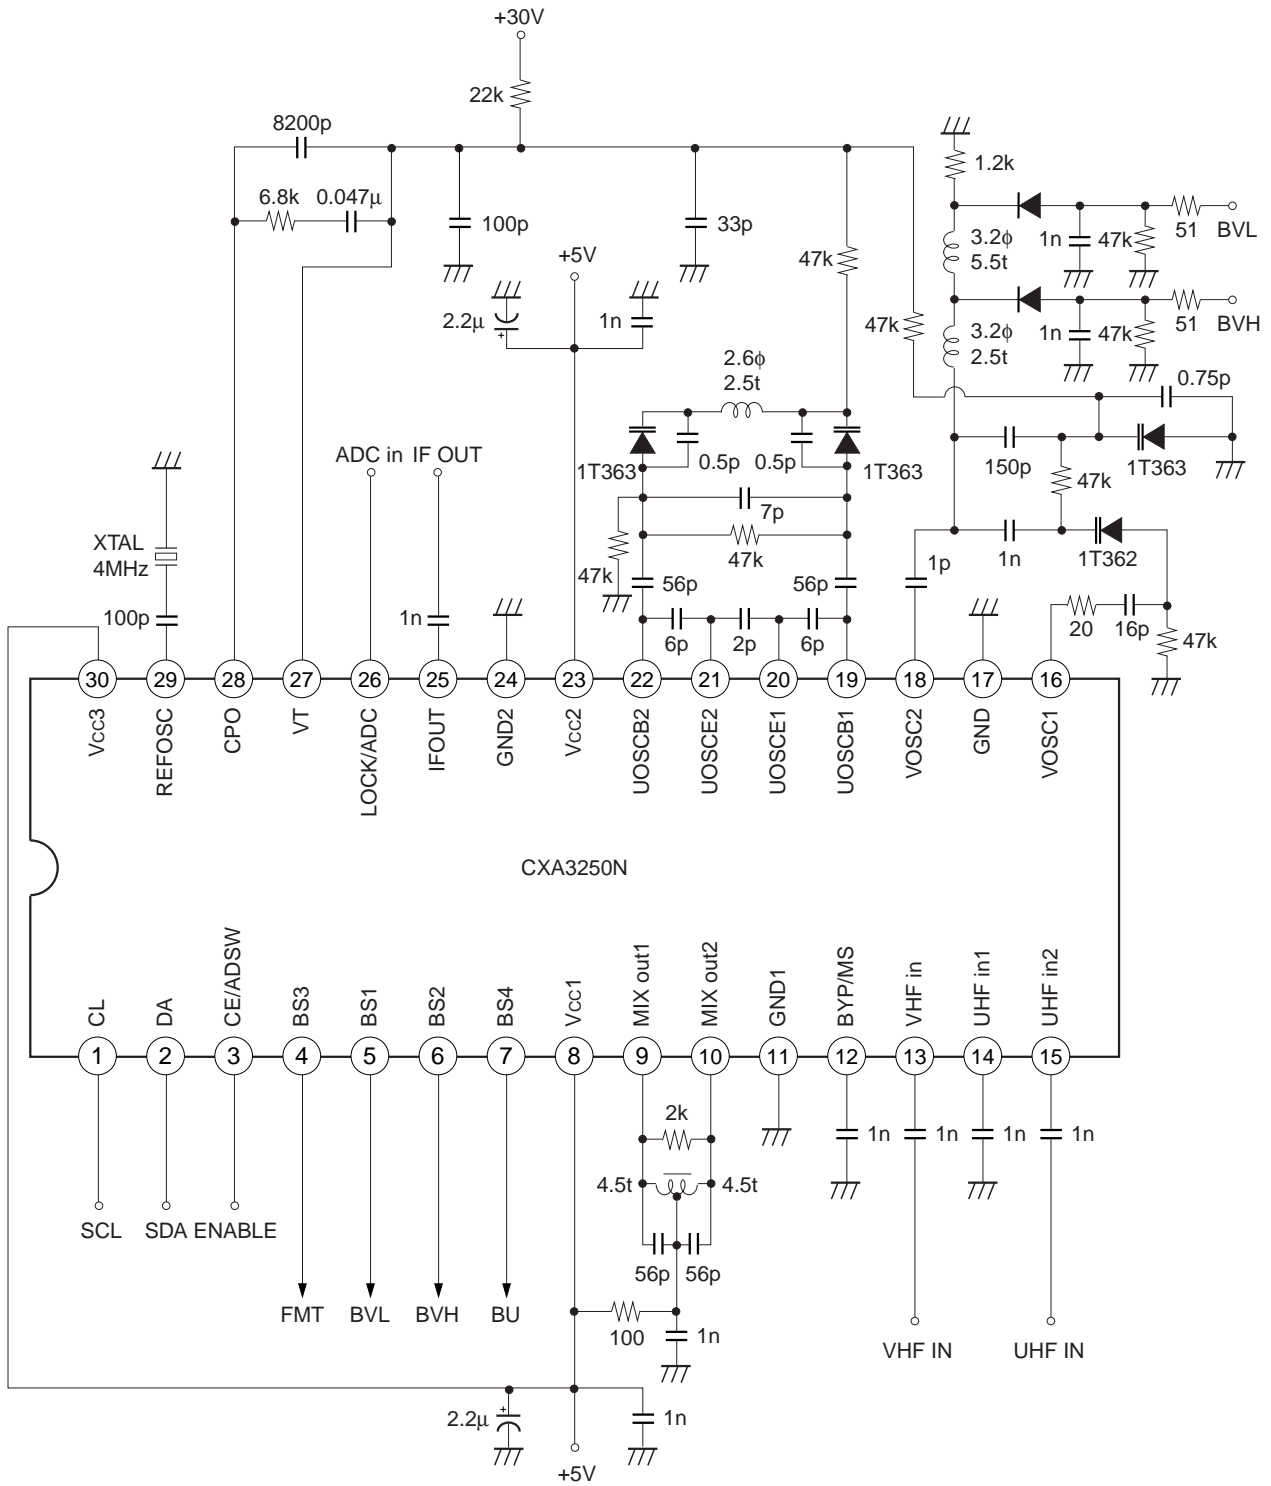 +30V
22k
8200p
6.8k 0.047μ
100p
33p
1.2k
3.2ϕ
5.5t
1n
47k
51
BVL
+5V
2.2μ
1n
47k
47k
3.2ϕ
2.5t
1n
47k
51
BVH
2.6ϕ
2.5t
0.75p
ADC in IF OUT
1T363
0.5p
0.5p
1T363
150p
1T363
47k
7p
47k
47k
XTAL
4MHz
100p
1n
56p
56p
1p
1n
1T362
6p
2p
6p
20
16p
47k
30 29 28 27 26 25 24 23 22 21 20 19 18 17 16
Vcc3
REFOSC
CPO
VT
LOCK/ADC
IFOUT
GND2
Vcc2
UOSCB2
UOSCE2
UOSCE1
UOSCB1
VOSC2
GND
VOSC1
CXA3250N
CL
DA
CE/ADSW
BS3
BS1
BS2
BS4
Vcc1
MIX out1
MIX out2
GND1
BYP/MS
VHF in
UHF in1
UHF in2
1 2 3 4 5 6 7 8 9 10 11 12 13 14 15
2k
1n
1n
1n
1n
4.5t
4.5t
SCL SDA ENABLE
56p 56p
FMT BVL BVH BU
100
1n
VHF IN
UHF IN
2.2μ
1n
+5V